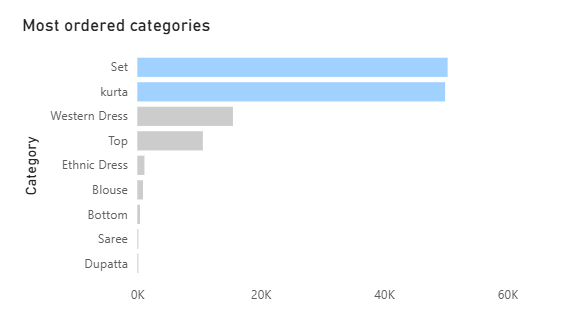 Most ordered categories
Category
Set
kurta
Western Dress
Top
Ethnic Dress
Blouse
Bottom
Saree
Dupatta
0K 20K 40K 60K